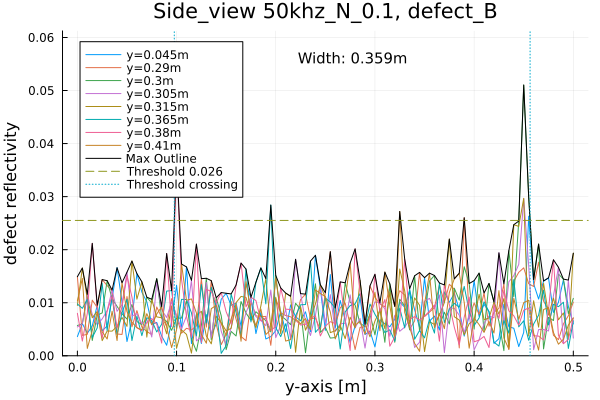 Side_view 50khz_N_0.1, defect_B
Width: 0.359m
y=0.045m
y=0.29m
y=0.3m
y=0.305m
y=0.315m
y=0.365m
y=0.38m
y=0.41m
Max Outline
Threshold 0.026
Threshold crossing
defect reflectivity
0.06
0.05
0.04
0.03
0.02
0.01
0.00
0.0 0.1 0.2 0.3 0.4 0.5
y-axis [m]